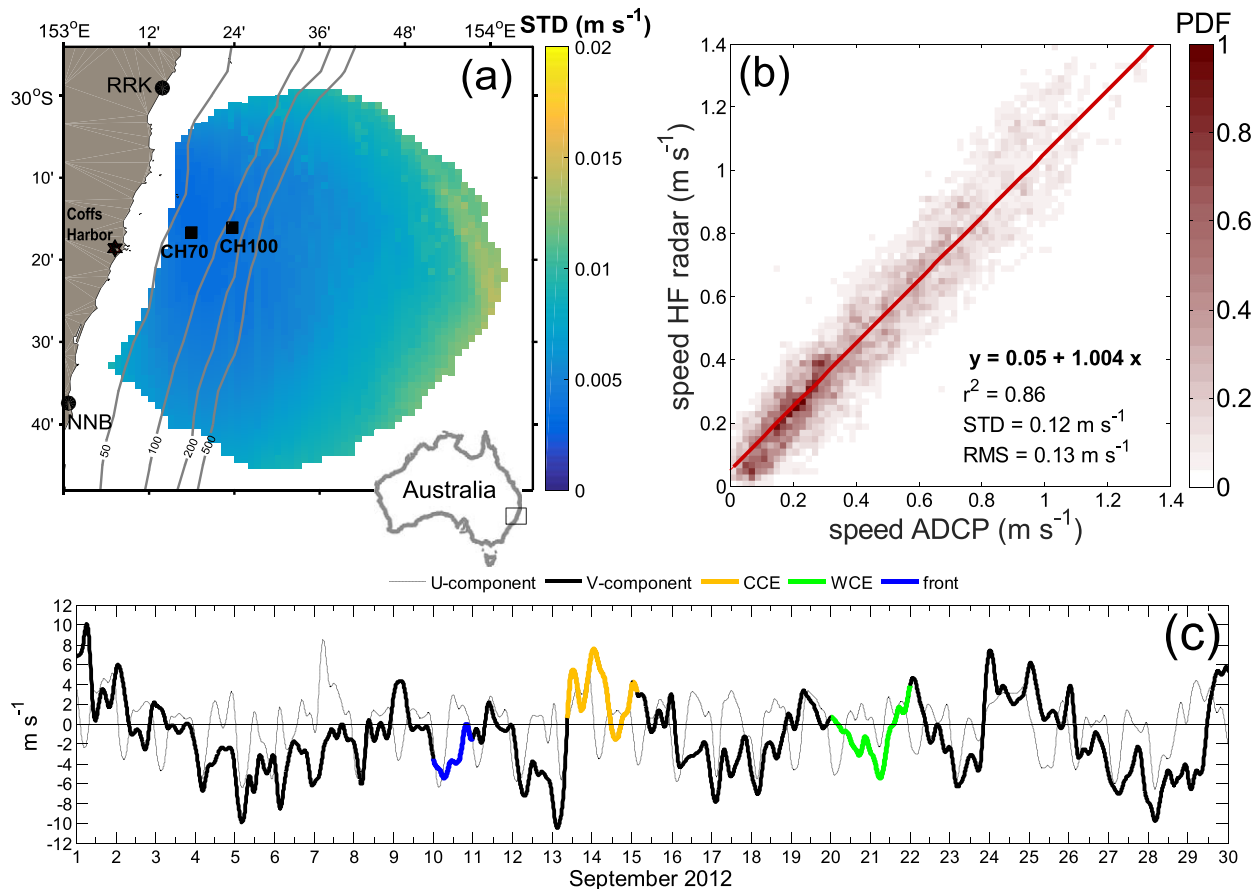 153°E 12' 24' 36' 48' 154°E STD (m s-1)
(a)
RRK
30°S
10'
Coffs
Harbor
CH70 CH100
20'
30'
NNB
40'
50 100 200 500
Australia
0.02
0.015
0.01
0.005
0
(b)
PDF
1.4
1.2
1
0.8
0.6
0.4
0.2
0
speed HF radar (m s-1)
0 0.2 0.4 0.6 0.8 1 1.2 1.4
speed ADCP (m s-1)
y = 0.05 + 1.004 x
r2 = 0.86
STD = 0.12 m s-1
RMS = 0.13 m s-1
1
0.8
0.6
0.4
0.2
0
U-component V-component CCE WCE front
(c)
12
10
8
6
4
2
0
-2
-4
-6
-8
-10
-12
m s-1
1 2 3 4 5 6 7 8 9 10 11 12 13 14 15 16 17 18 19 20 21 22 23 24 25 26 27 28 29 30
September 2012